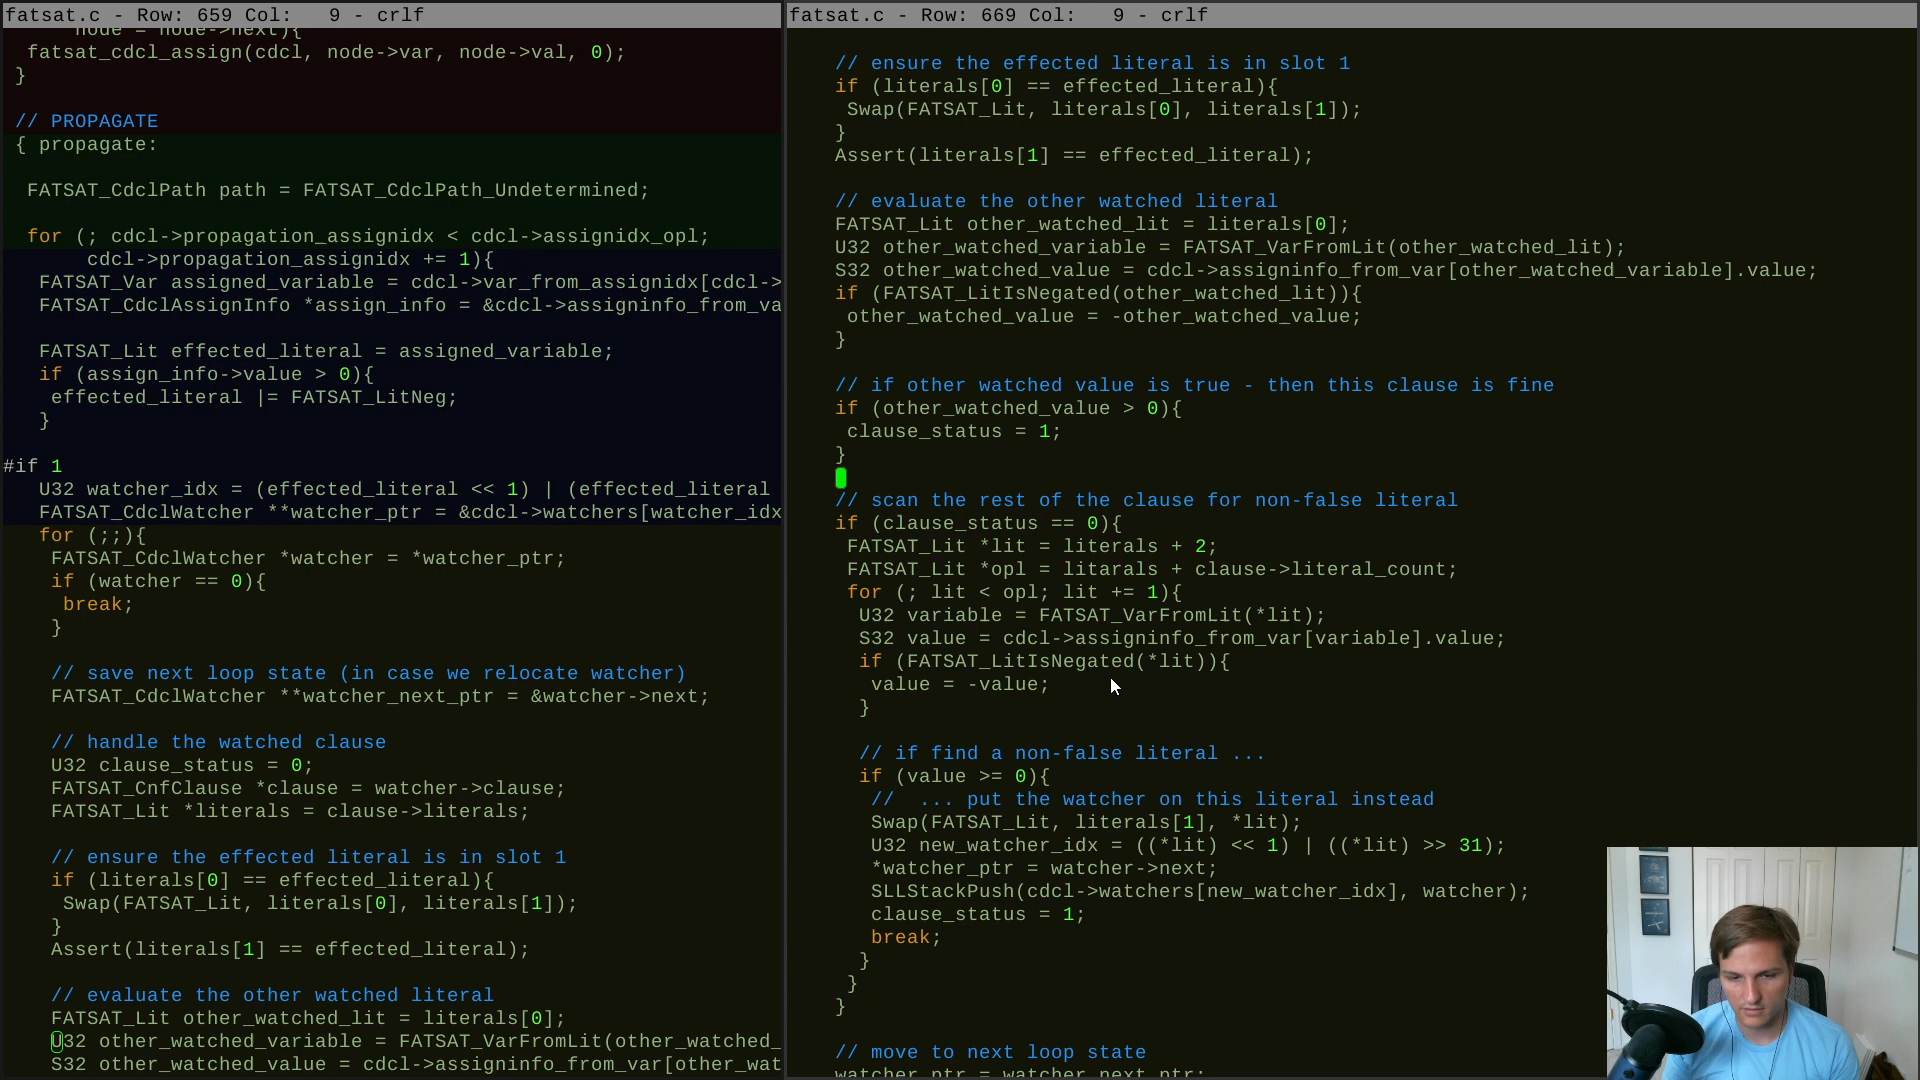 fatsat.c - Row: 659 Col:   9 - crlf
node = node->next){
fatsat_cdcl_assign(cdcl, node->var, node->val, 0);
}
// PROPAGATE
{ propagate:
FATSAT_CdclPath path = FATSAT_CdclPath_Undetermined;
for (; cdcl->propagation_assignidx < cdcl->assignidx_opl;
cdcl->propagation_assignidx += 1){
FATSAT_Var assigned_variable = cdcl->var_from_assignidx[cdcl->
FATSAT_CdclAssignInfo *assign_info = &cdcl->assigninfo_from_va
FATSAT_Lit effected_literal = assigned_variable;
if (assign_info->value > 0){
effected_literal |= FATSAT_LitNeg;
}
#if 1
U32 watcher_idx = (effected_literal << 1) | (effected_literal
FATSAT_CdclWatcher **watcher_ptr = &cdcl->watchers[watcher_idx
for (;;){
FATSAT_CdclWatcher *watcher = *watcher_ptr;
if (watcher == 0){
break;
}
// save next loop state (in case we relocate watcher)
FATSAT_CdclWatcher **watcher_next_ptr = &watcher->next;
// handle the watched clause
U32 clause_status = 0;
FATSAT_CnfClause *clause = watcher->clause;
FATSAT_Lit *literals = clause->literals;
// ensure the effected literal is in slot 1
if (literals[0] == effected_literal){
Swap(FATSAT_Lit, literals[0], literals[1]);
}
Assert(literals[1] == effected_literal);
// evaluate the other watched literal
FATSAT_Lit other_watched_lit = literals[0];
U32 other_watched_variable = FATSAT_VarFromLit(other_watched_
S32 other_watched_value = cdcl->assigninfo_from_var[other_wat
fatsat.c - Row: 669 Col:   9 - crlf
// ensure the effected literal is in slot 1
if (literals[0] == effected_literal){
Swap(FATSAT_Lit, literals[0], literals[1]);
}
Assert(literals[1] == effected_literal);
// evaluate the other watched literal
FATSAT_Lit other_watched_lit = literals[0];
U32 other_watched_variable = FATSAT_VarFromLit(other_watched_lit);
S32 other_watched_value = cdcl->assigninfo_from_var[other_watched_variable].value;
if (FATSAT_LitIsNegated(other_watched_lit)){
other_watched_value = -other_watched_value;
}
// if other watched value is true - then this clause is fine
if (other_watched_value > 0){
clause_status = 1;
}
// scan the rest of the clause for non-false literal
if (clause_status == 0){
FATSAT_Lit *lit = literals + 2;
FATSAT_Lit *opl = litarals + clause->literal_count;
for (; lit < opl; lit += 1){
U32 variable = FATSAT_VarFromLit(*lit);
S32 value = cdcl->assigninfo_from_var[variable].value;
if (FATSAT_LitIsNegated(*lit)){
value = -value;
}
// if find a non-false literal ...
if (value >= 0){
//  ... put the watcher on this literal instead
Swap(FATSAT_Lit, literals[1], *lit);
U32 new_watcher_idx = ((*lit) << 1) | ((*lit) >> 31);
*watcher_ptr = watcher->next;
SLLStackPush(cdcl->watchers[new_watcher_idx], watcher);
clause_status = 1;
break;
}
}
}
// move to next loop state
watcher_ptr = watcher_next_ptr;